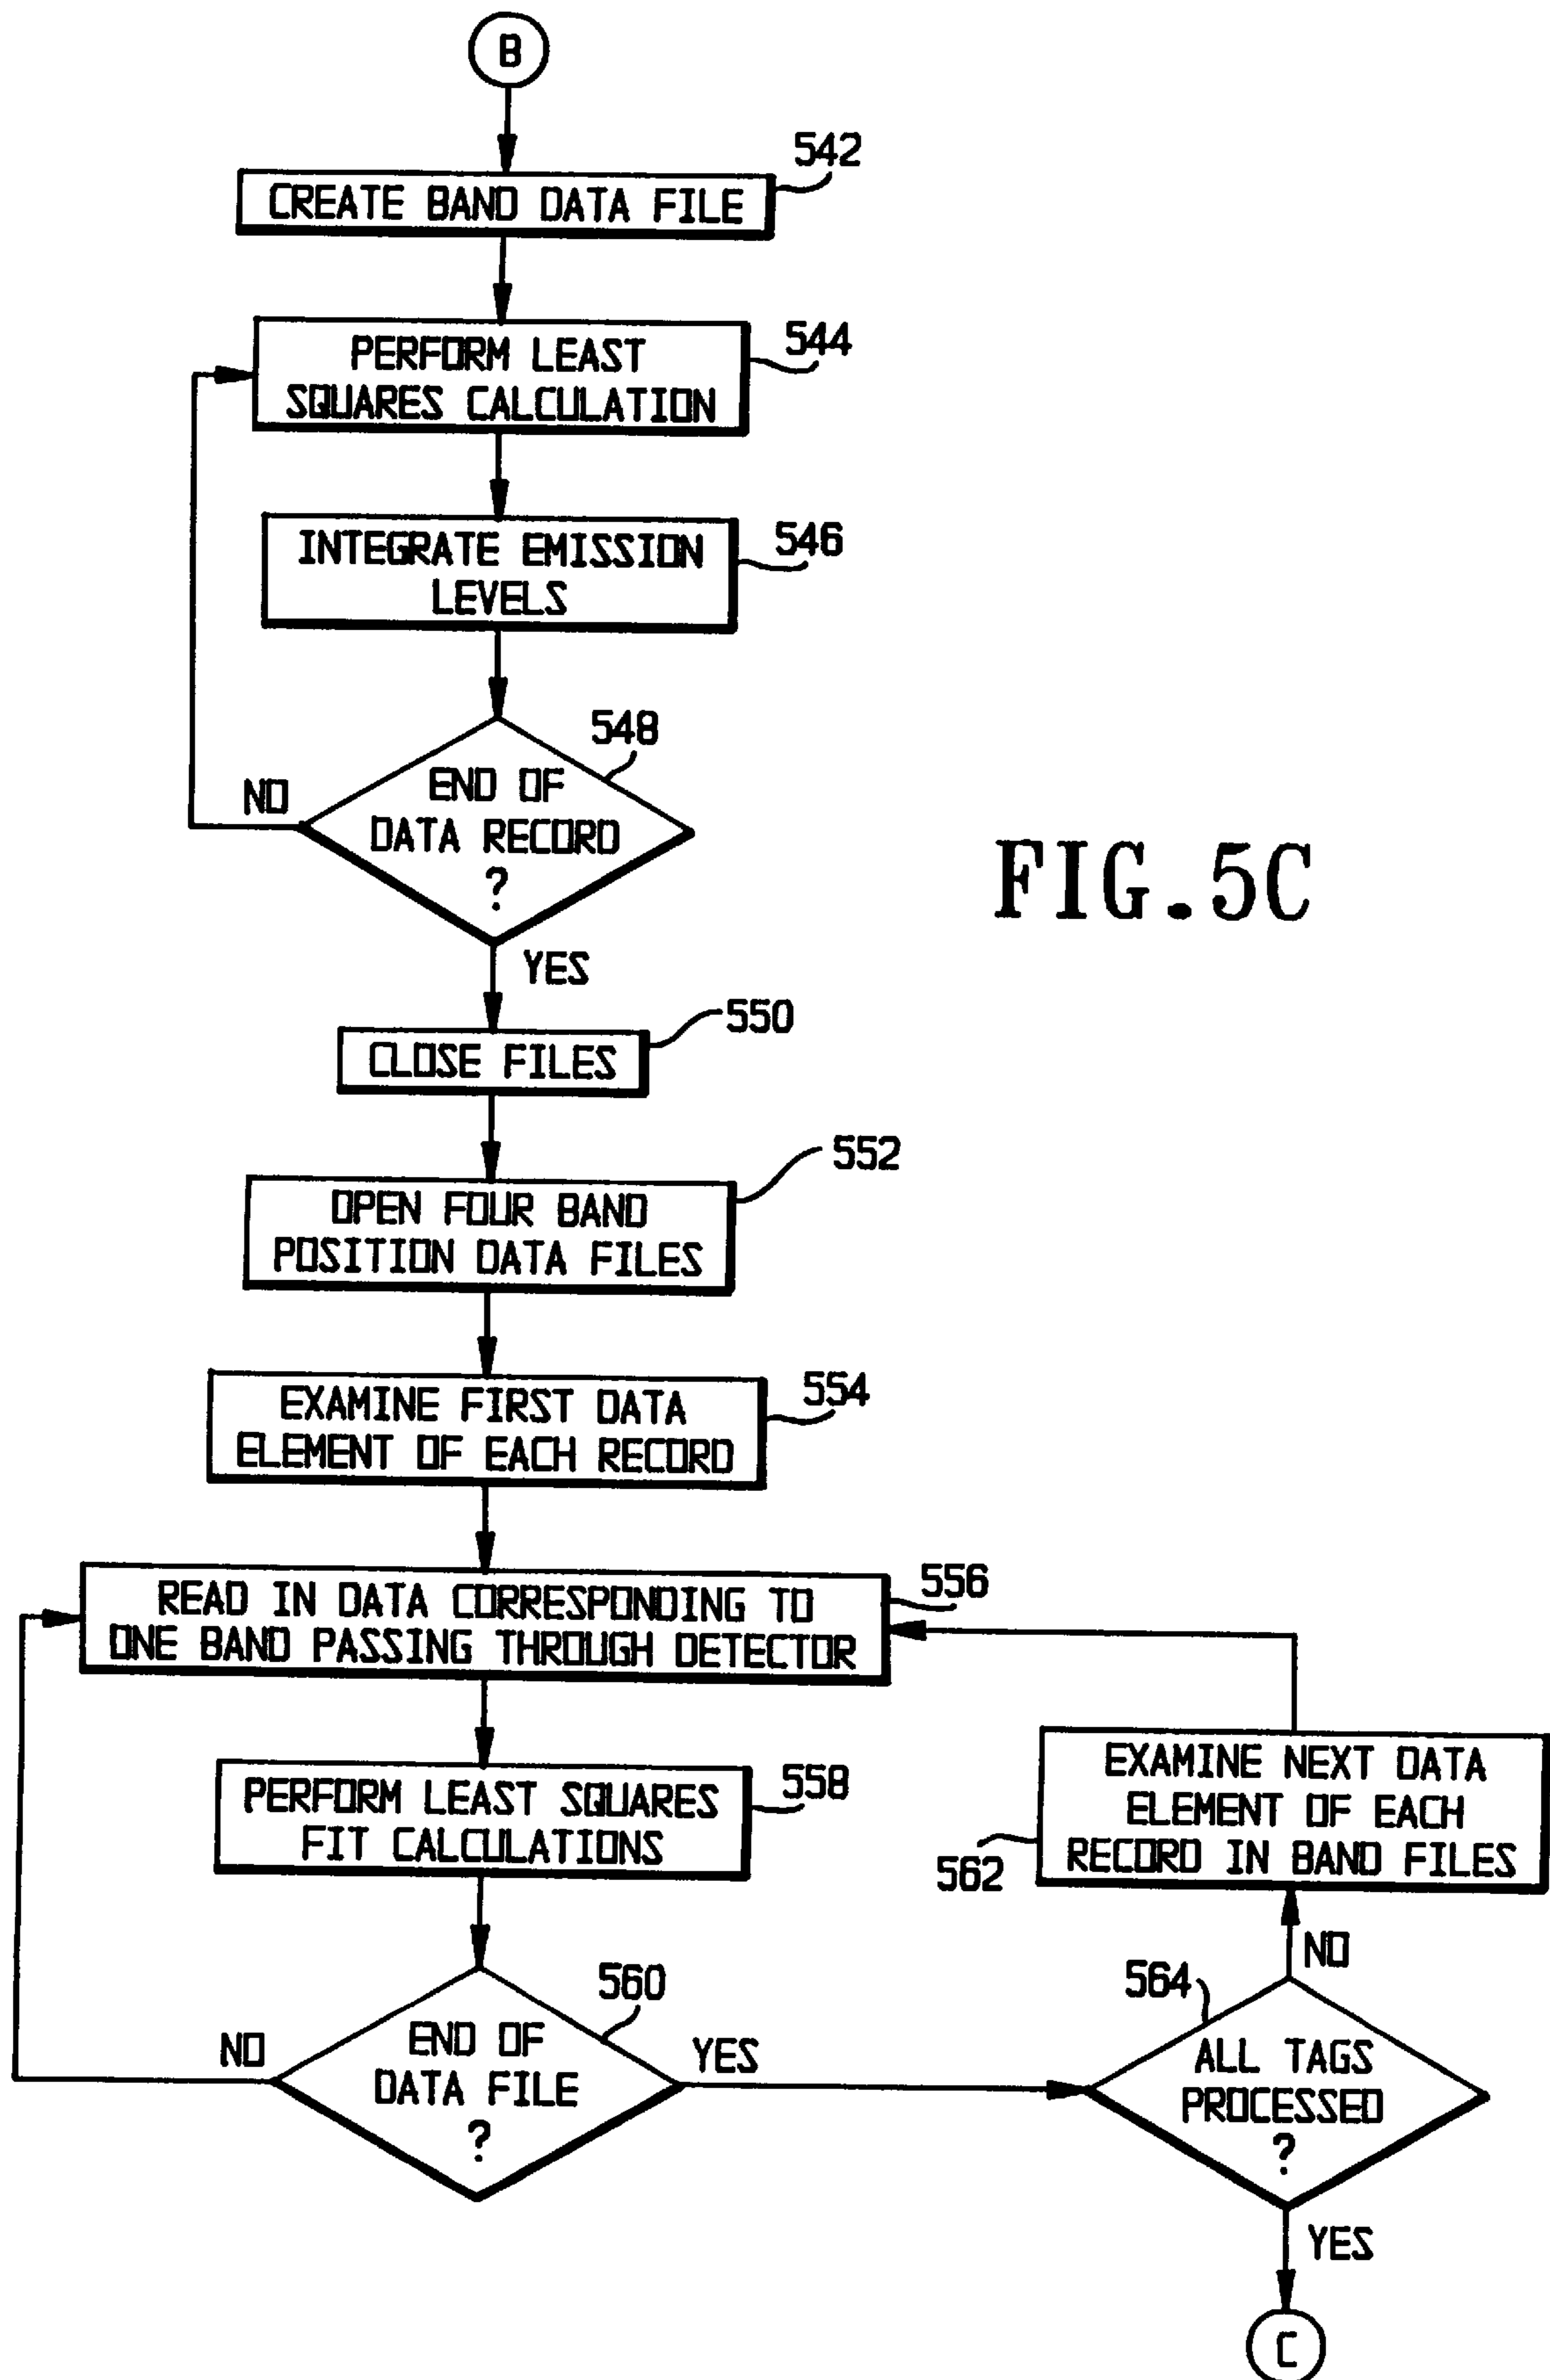 B
542
CREATE BAND DATA FILE
544
PERFORM LEAST
SQUARES CALCULATION
546
INTEGRATE EMISSION
LEVELS
548
END OF
DATA RECORD
?
NO
YES
FIG.5C
550
CLOSE FILES
552
OPEN FOUR BAND
POSITION DATA FILES
554
EXAMINE FIRST DATA
ELEMENT OF EACH RECORD
556
READ IN DATA CORRESPONDING TO
ONE BAND PASSING THROUGH DETECTOR
558
PERFORM LEAST SQUARES
FIT CALCULATIONS
560
END OF
DATA FILE
?
NO
YES
562
EXAMINE NEXT DATA
ELEMENT OF EACH
RECORD IN BAND FILES
NO
564
ALL TAGS
PROCESSED
?
YES
C